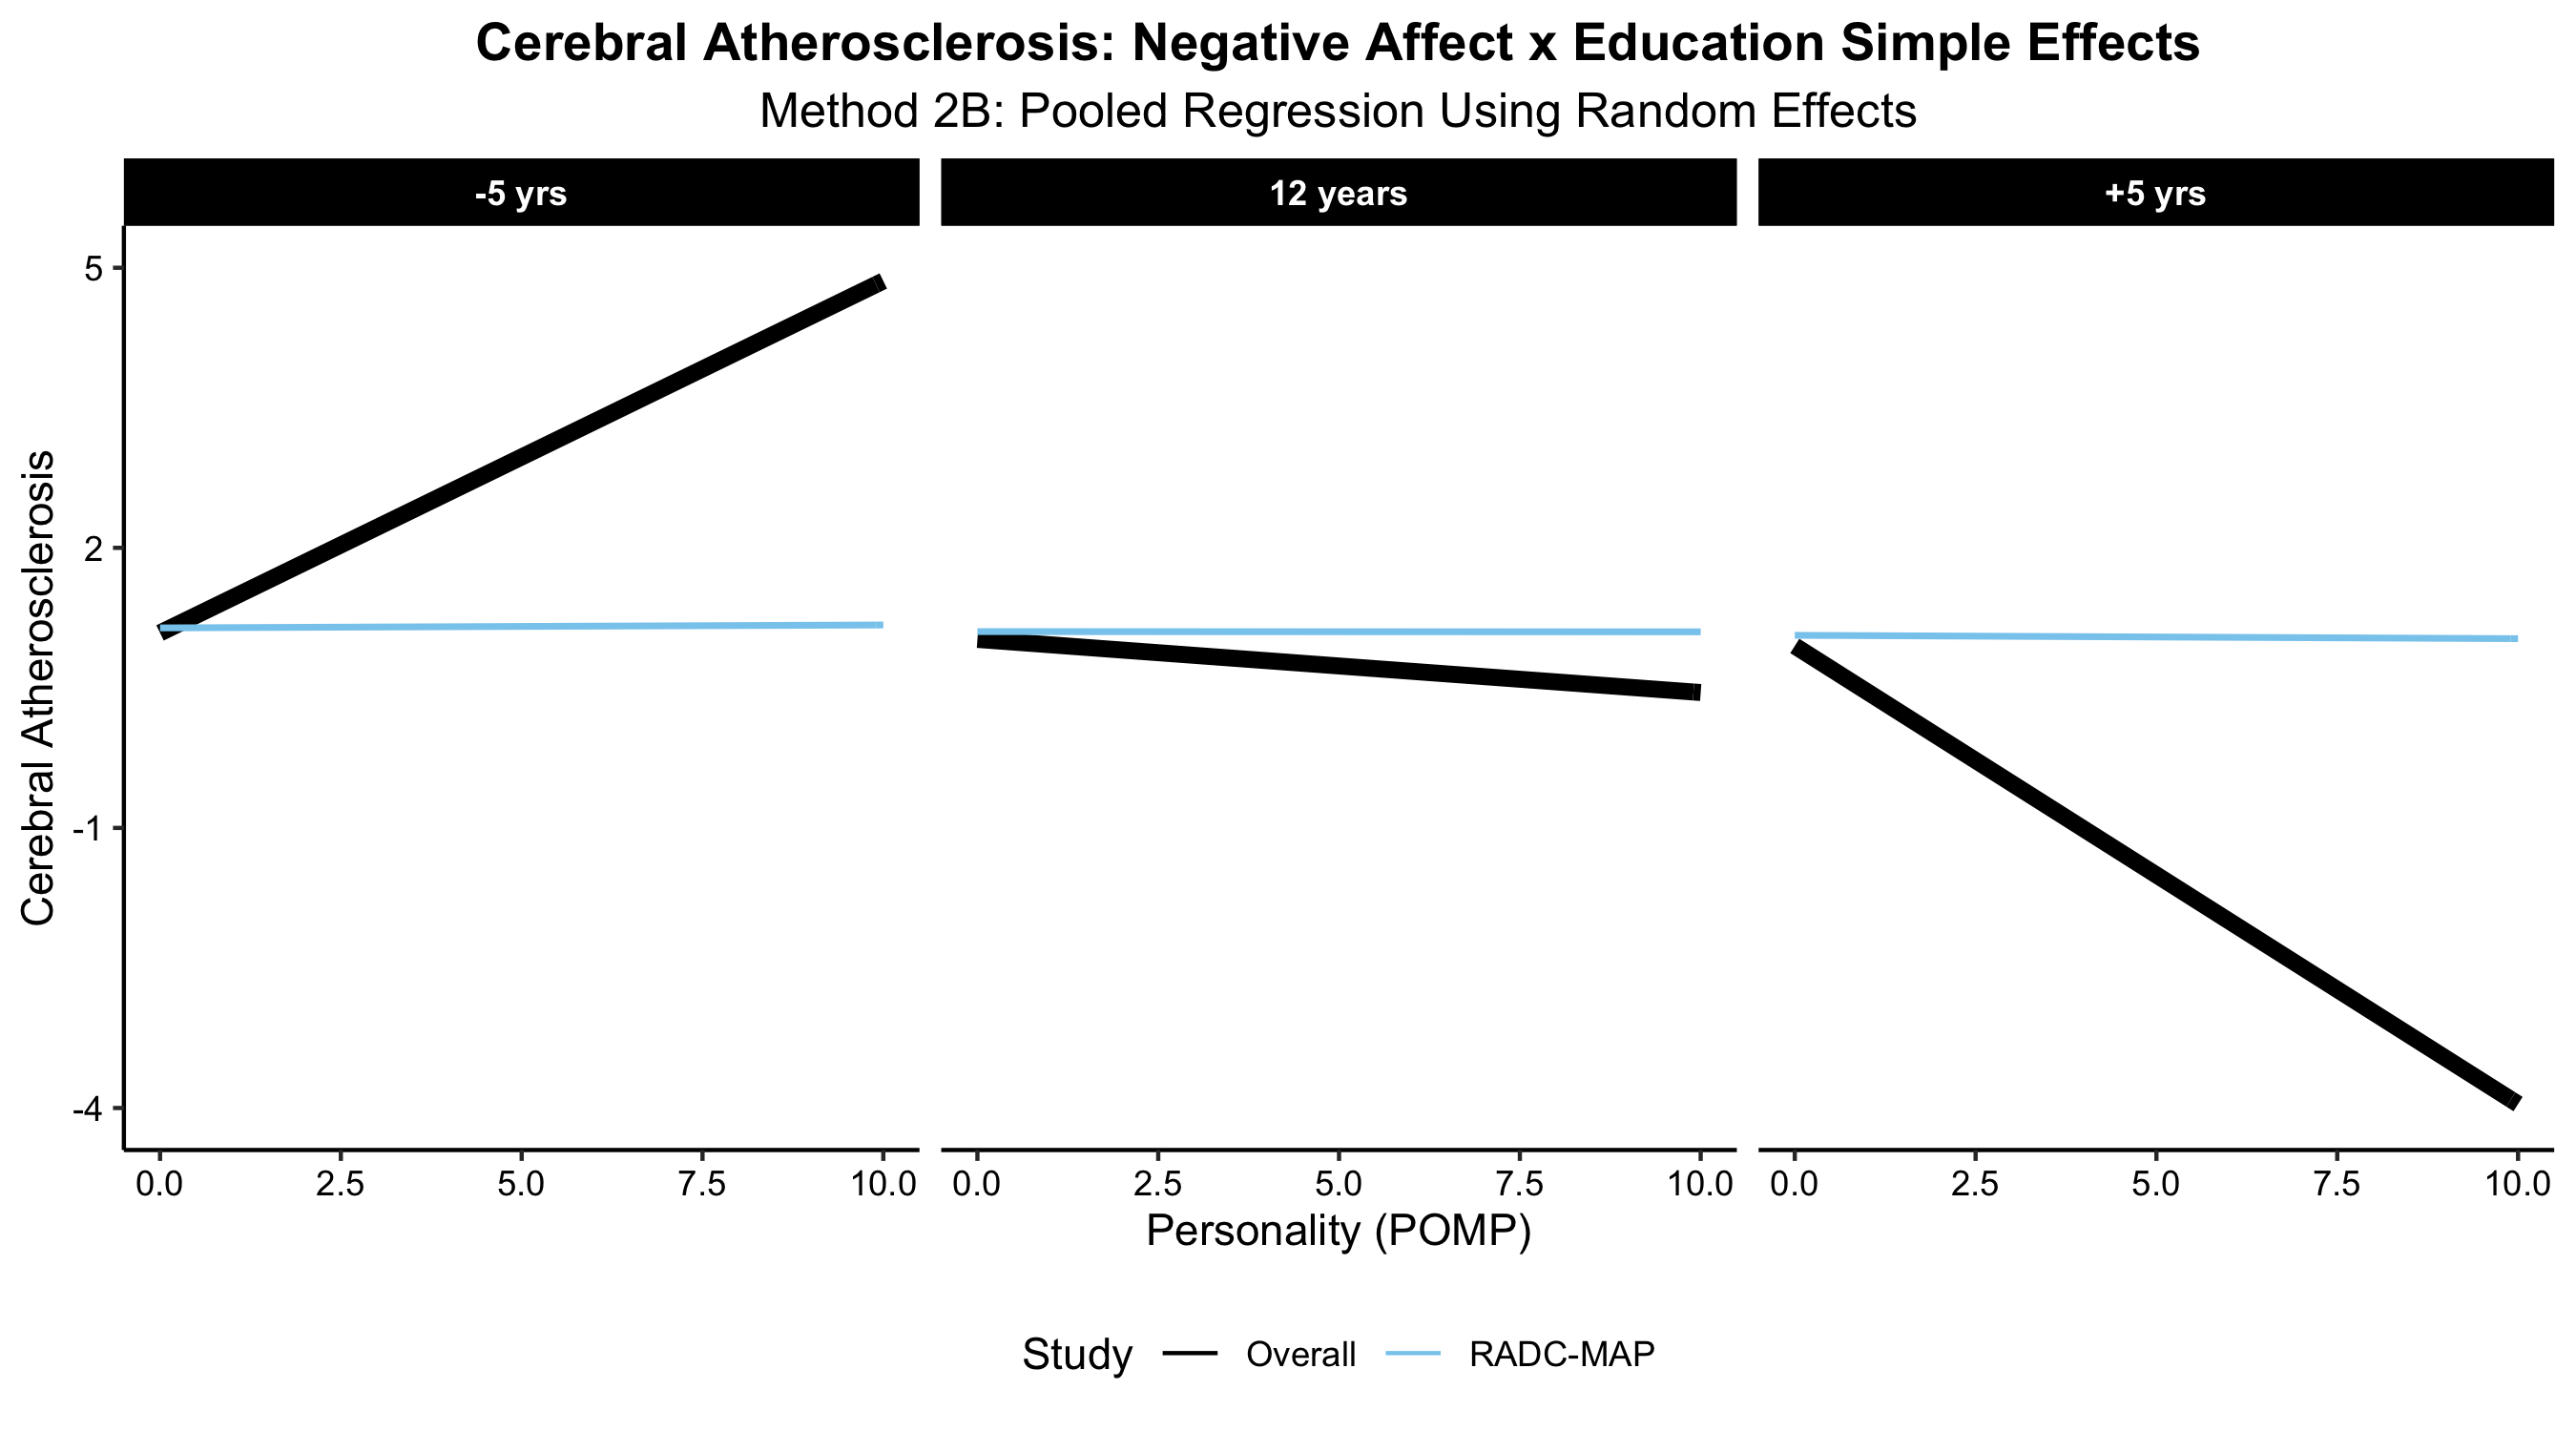 Cerebral Atherosclerosis: Negative Affect x Education Simple Effects
Method 2B: Pooled Regression Using Random Effects
-5 yrs
12 years
+5 yrs
Cerebral Atherosclerosis
5
2
-1
-4
0.0 2.5 5.0 7.5 10.0 0.0 2.5 5.0 7.5 10.0 0.0 2.5 5.0 7.5 10.0
Personality (POMP)
Study Overall RADC-MAP